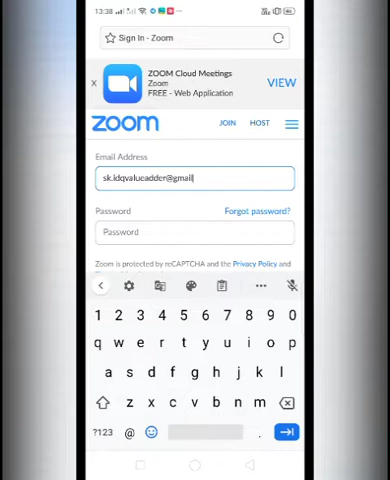 13:38
Sign In - Zoom
X
ZOOM Cloud Meetings
Zoom
FREE - Web Application
VIEW
zoom
JOIN HOST
Email Address
sk.idqvalueadder@gmail
Password Forgot password?
Password
Zoom is protected by reCAPTCHA and the Privacy Policy and
1 2 3 4 5 6 7 8 9 0
q w e r t y u i o p
a s d f g h j k l
z x c v b n m
?123 @ .